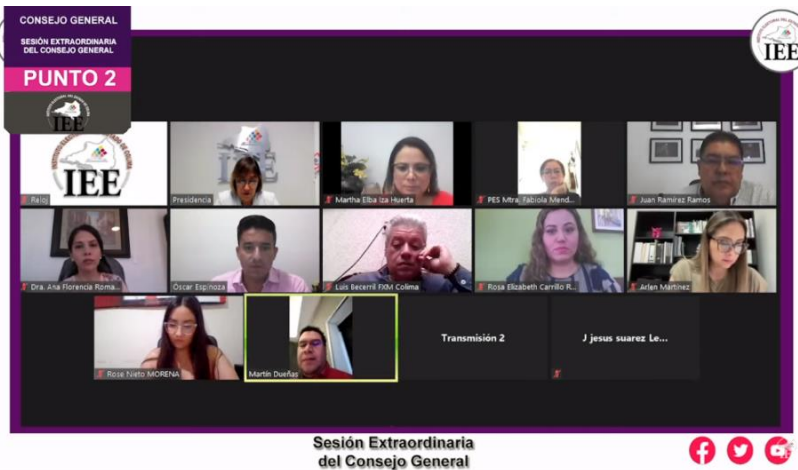 CONSEJO GENERAL
SESIÓN EXTRAORDINARIA
DEL CONSEJO GENERAL
PUNTO 2
IEE
IEE
IEE
Reloj
Presidencia
Martha Elba Iza Huerta
PES Mtra. Fabiola Mend...
Juan Ramírez Ramos
Dra. Ana Florencia Roma...
Óscar Espinoza
Luis Becerril FXM Colima
Rosa Elizabeth Carrillo R...
Arlen Martínez
Rose Nieto MORENA
Martín Dueñas
Transmisión 2
J jesus suarez Le...
Sesión Extraordinaria
del Consejo General